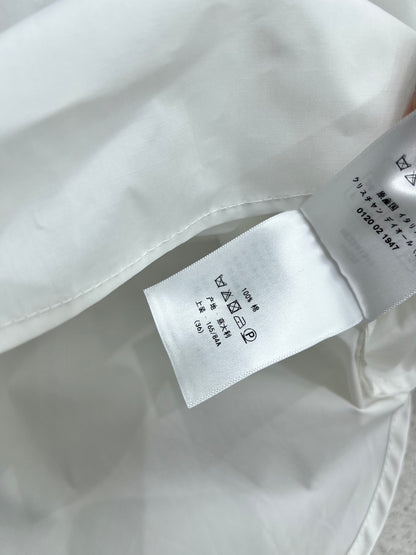 100% 棉
产地 : 意大利
上装 : 165/84A
(36)
原産国 イタリア
クリスチャン ディオール
0120 02 1947